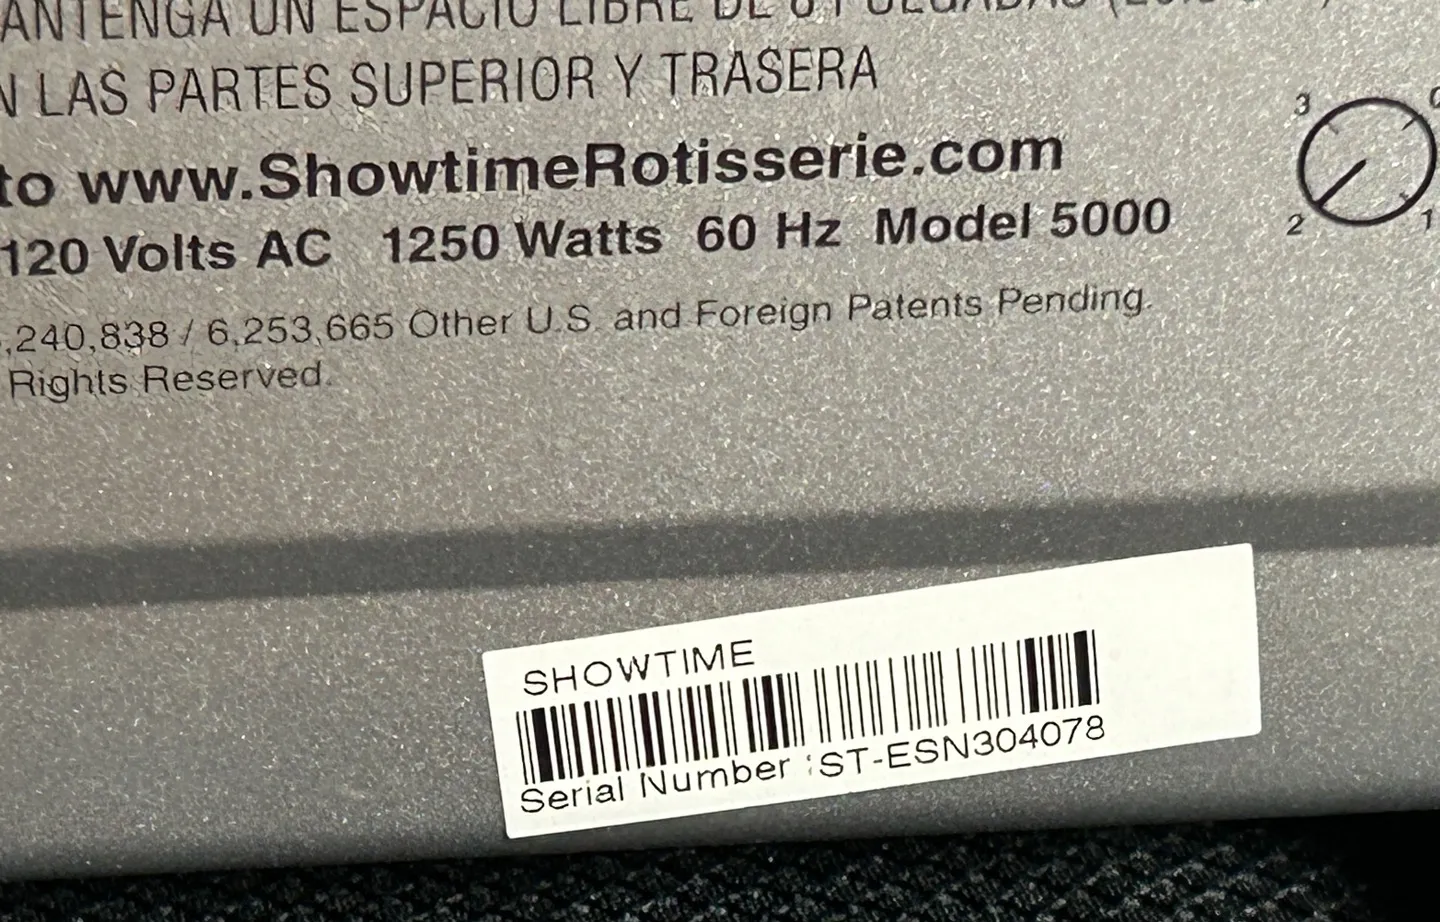 ANTENGA UN ESPACIO LIBRE DE 8 PULGADAS
N LAS PARTES SUPERIOR Y TRASERA
to www.ShowtimeRotisserie.com
120 Volts AC 1250 Watts 60 Hz Model 5000
,240,838 / 6,253,665 Other U.S. and Foreign Patents Pending.
Rights Reserved.
3
2
1
SHOWTIME
Serial Number :ST-ESN304078